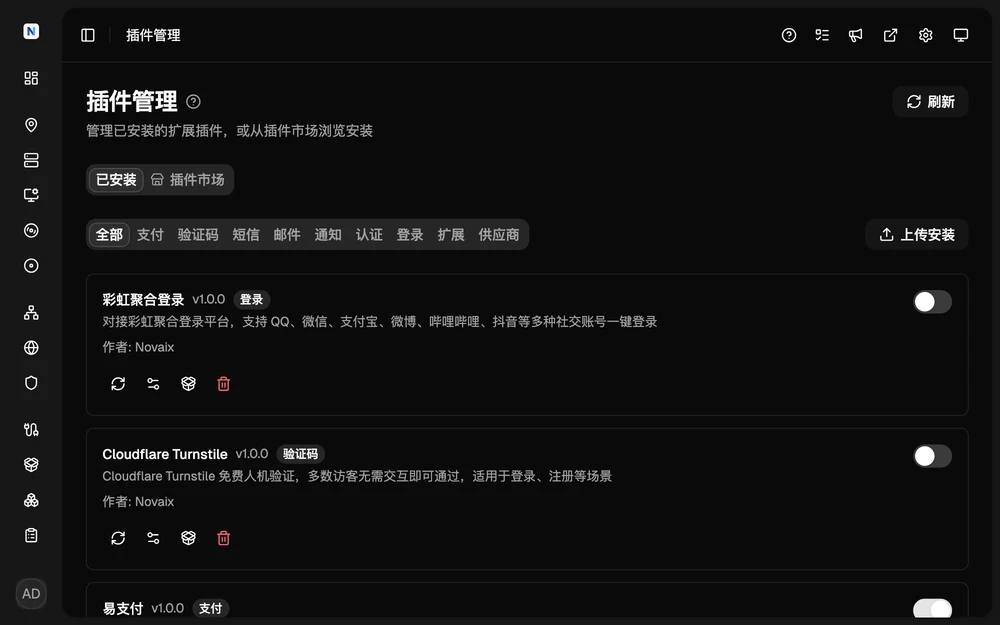 N
插件管理
插件管理
刷新
管理已安装的扩展插件，或从插件市场浏览安装
已安装 插件市场
全部 支付 验证码 短信 邮件 通知 认证 登录 扩展 供应商
上传安装
彩虹聚合登录 v1.0.0 登录
对接彩虹聚合登录平台，支持 QQ、微信、支付宝、微博、哔哩哔哩、抖音等多种社交账号一键登录
作者: Novaix
Cloudflare Turnstile v1.0.0 验证码
Cloudflare Turnstile 免费人机验证，多数访客无需交互即可通过，适用于登录、注册等场景
作者: Novaix
易支付 v1.0.0 支付
AD